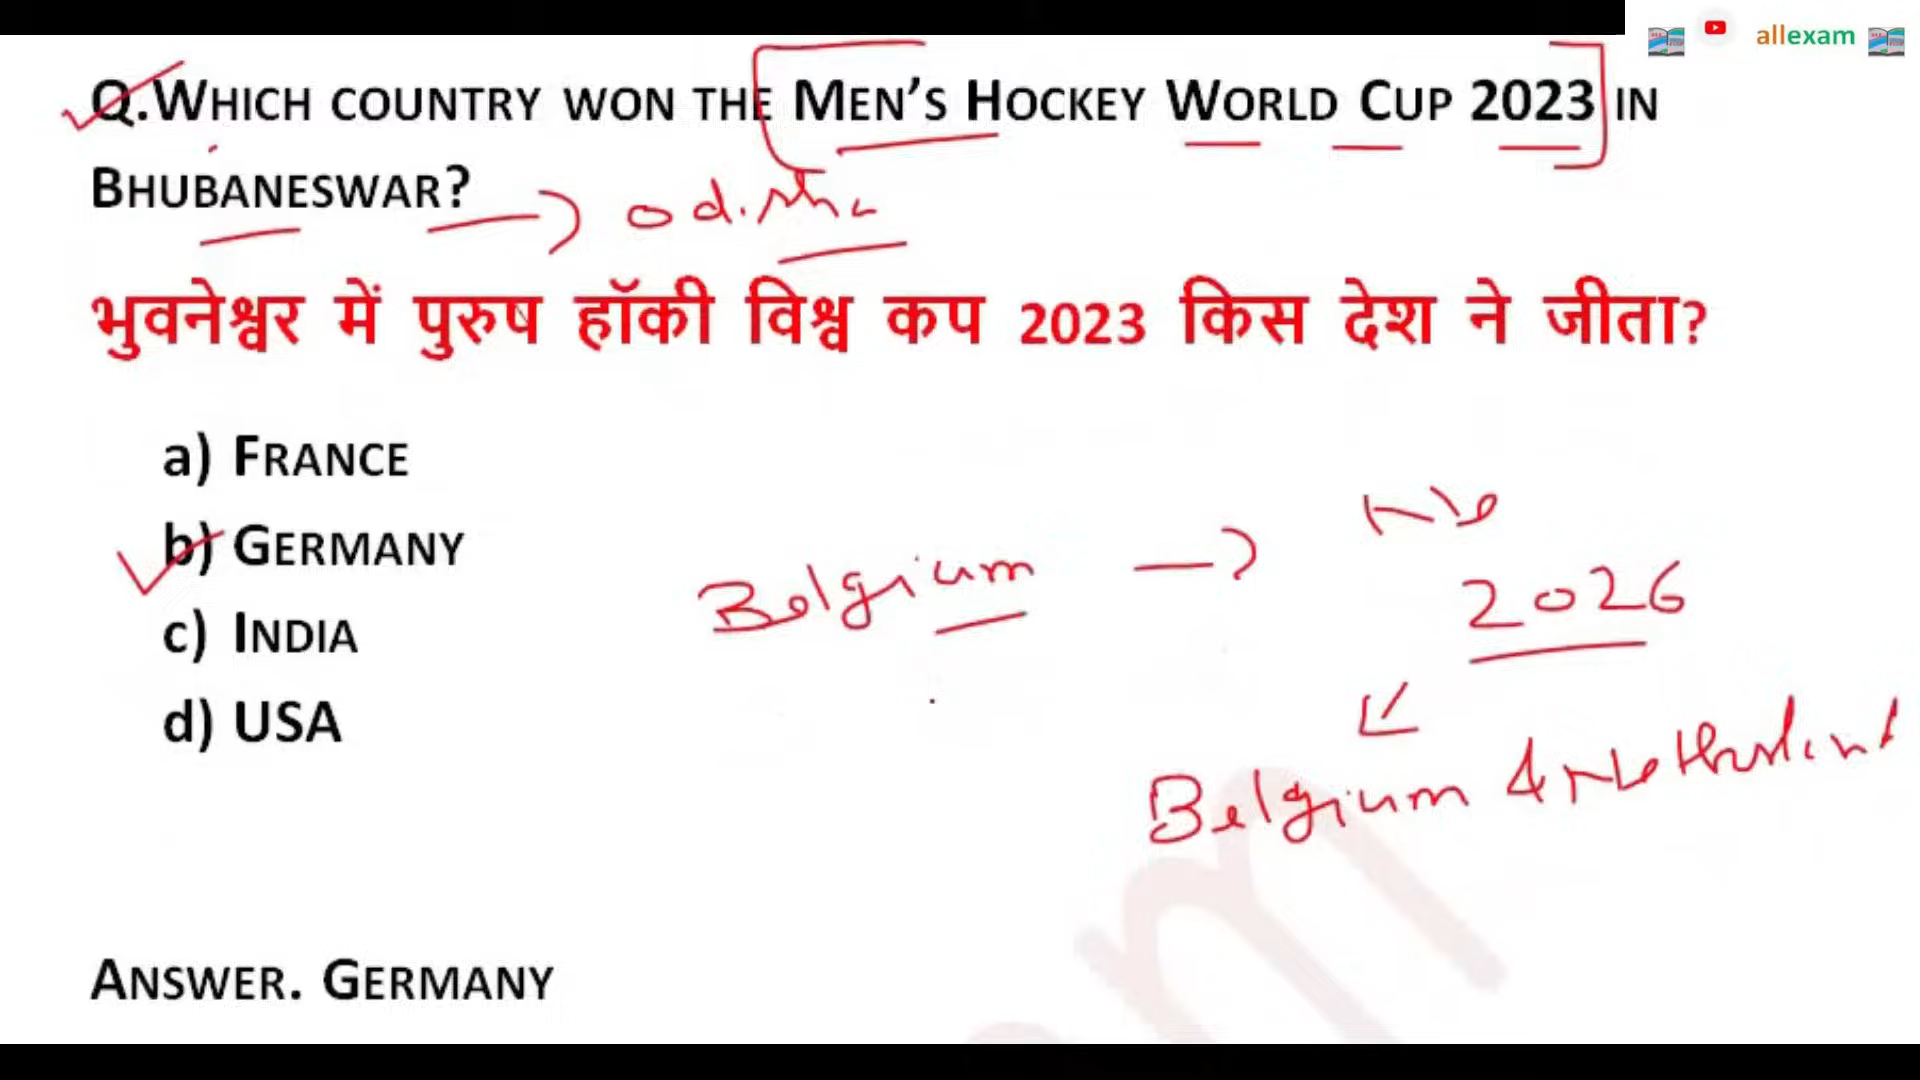 allexam
Q.Which country won the Men's Hockey World Cup 2023 in
Bhubaneswar?
odisha
भुवनेश्वर में पुरुष हॉकी विश्व कप 2023 किस देश ने जीता?
a) France
b) Germany
c) India
d) USA
Belgium →
2026
Belgium & Netherland
Answer. Germany